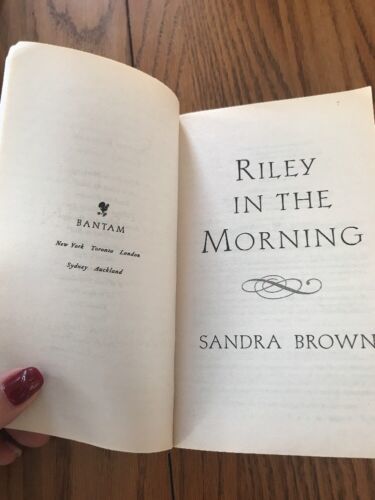 BANTAM
New York Toronto London
Sydney Auckland
RILEY
IN THE
MORNING
SANDRA BROWN